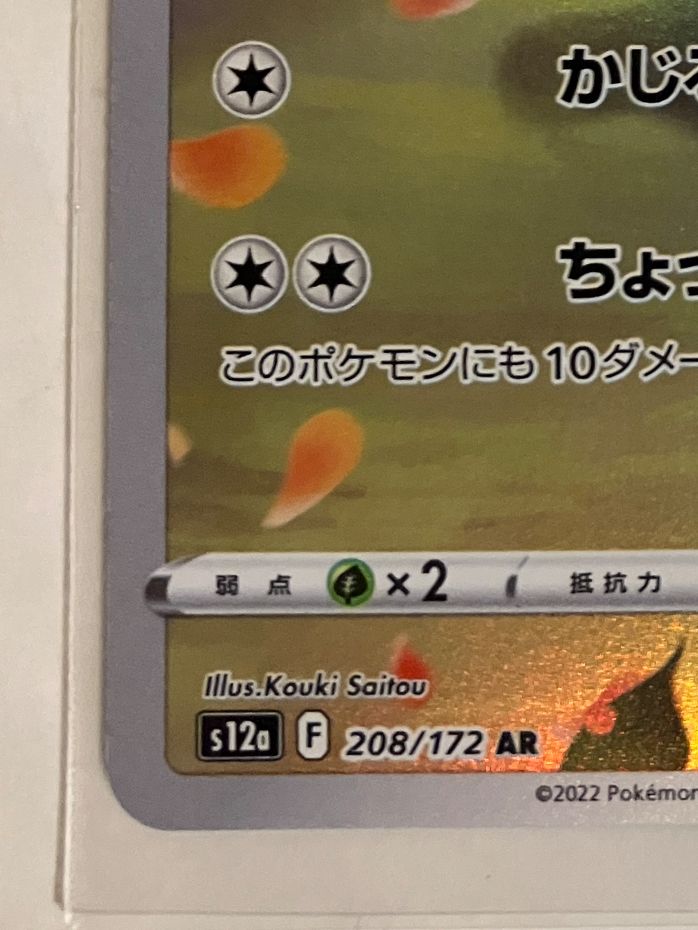 かじ
ちょっ
このポケモンにも10ダメー
弱点 ×2 抵抗力
Illus.Kouki Saitou
s12a F 208/172 AR
©2022 Pokémon